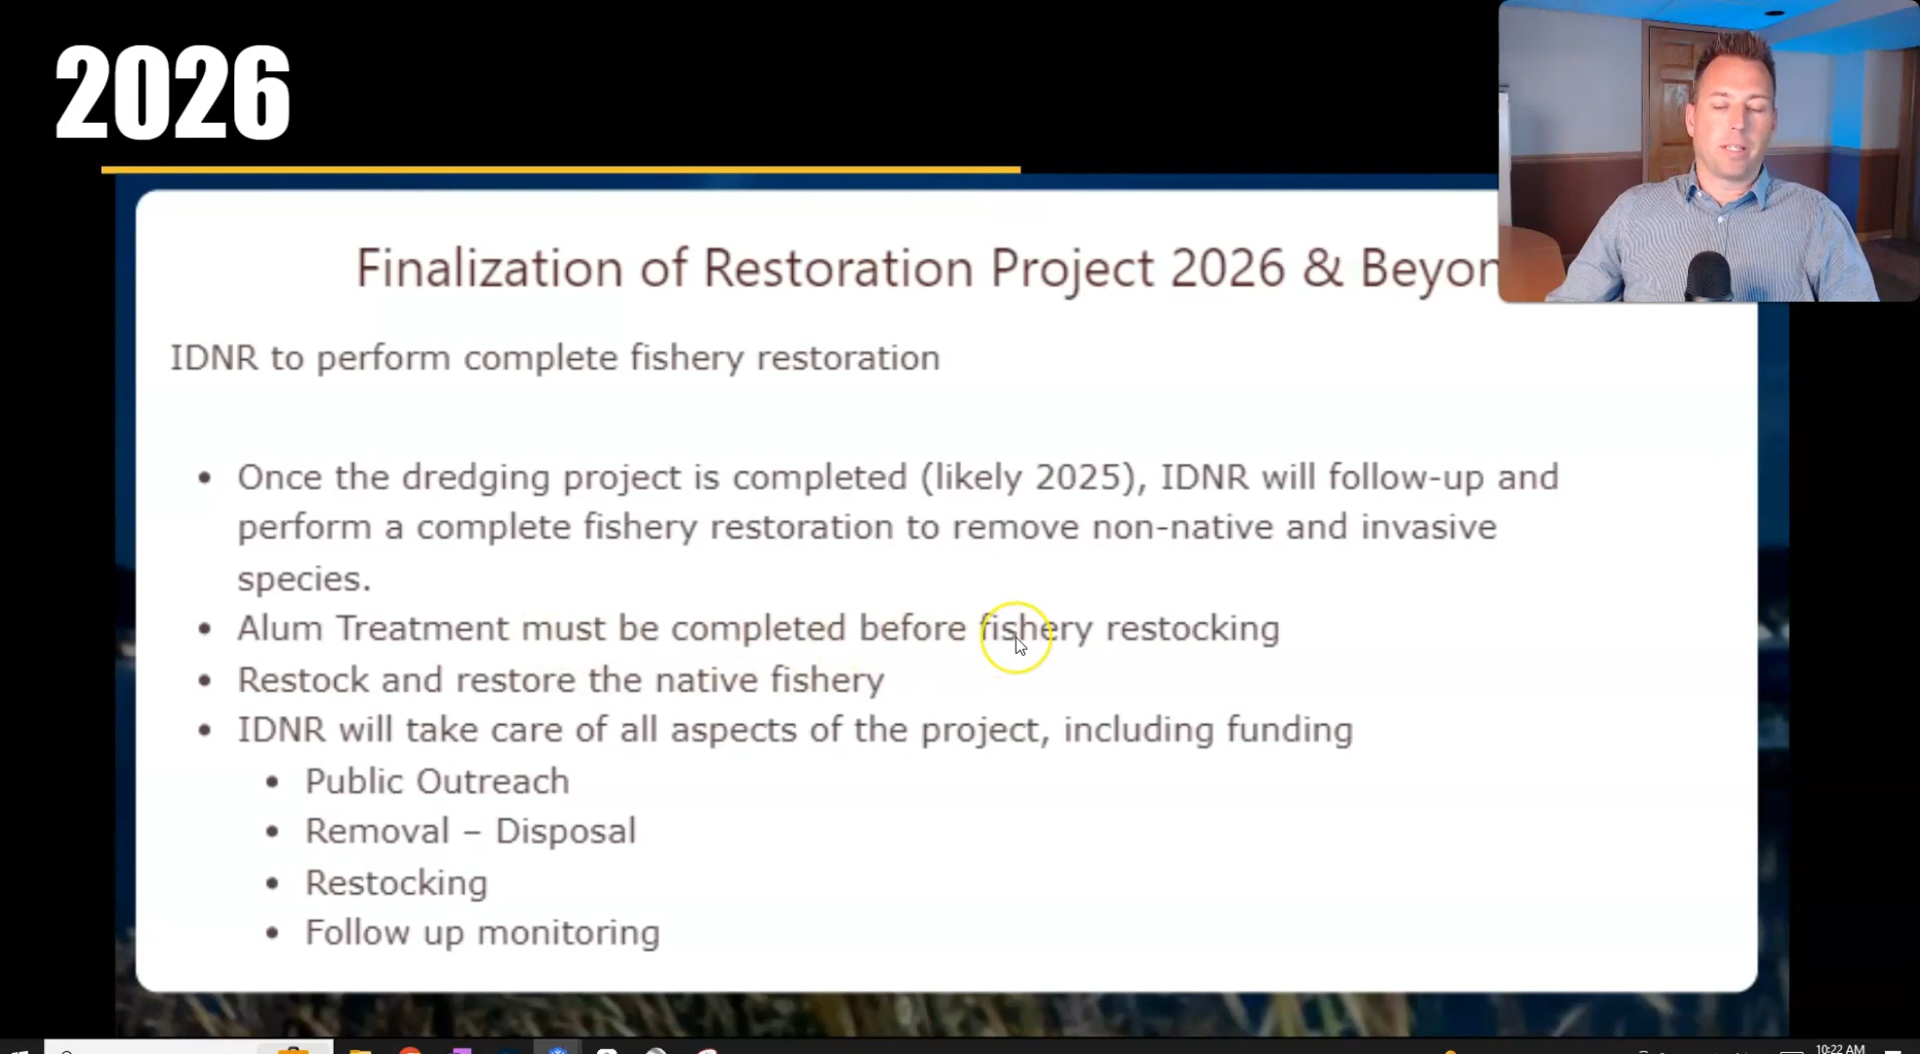 2026
Finalization of Restoration Project 2026 & Beyon
IDNR to perform complete fishery restoration
• Once the dredging project is completed (likely 2025), IDNR will follow-up and
perform a complete fishery restoration to remove non-native and invasive
species.
• Alum Treatment must be completed before fishery restocking
• Restock and restore the native fishery
• IDNR will take care of all aspects of the project, including funding
• Public Outreach
• Removal – Disposal
• Restocking
• Follow up monitoring
10:22 AM